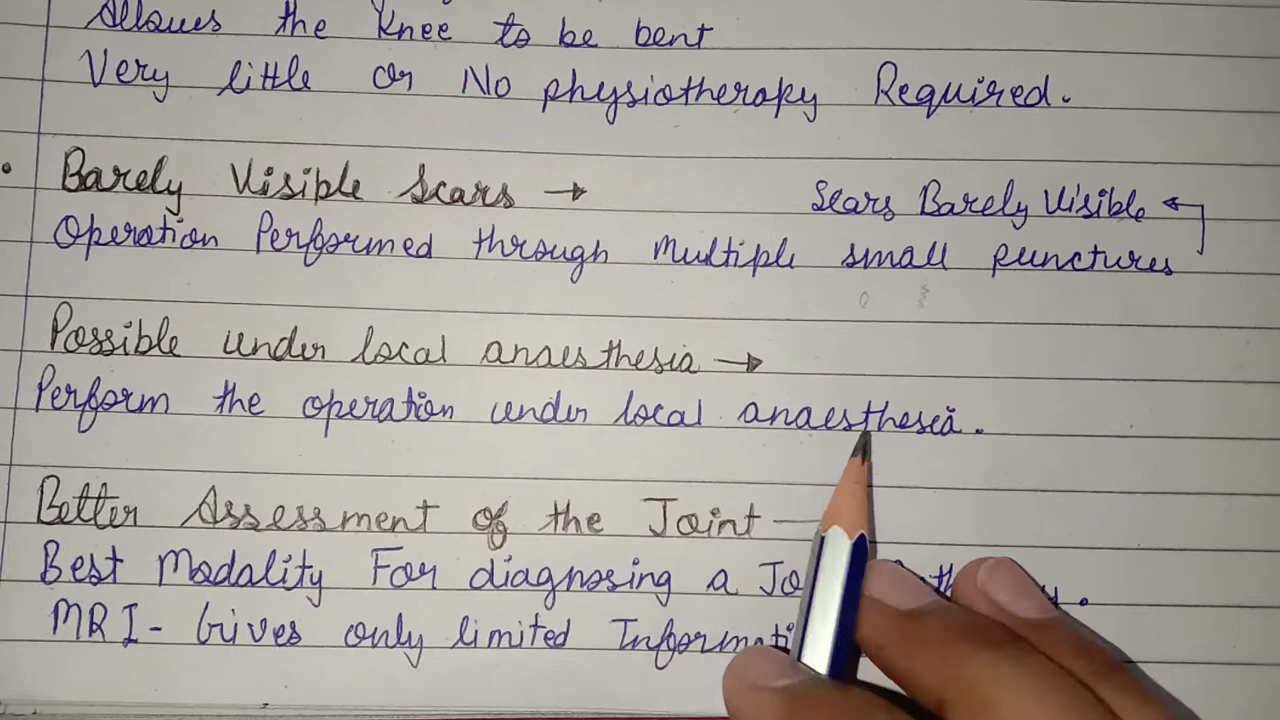 Allows the Knee to be bent
Very little or No physiotherapy Required.
• Barely Visible Scars →
Scars Barely Visible ←
Operation Performed through Multiple small punctures
Possible under local anaesthesia →
Perform the operation under local anaesthesia.
Better Assessment of the Joint —
Best Modality For diagnosing a
MRI - Gives only limited